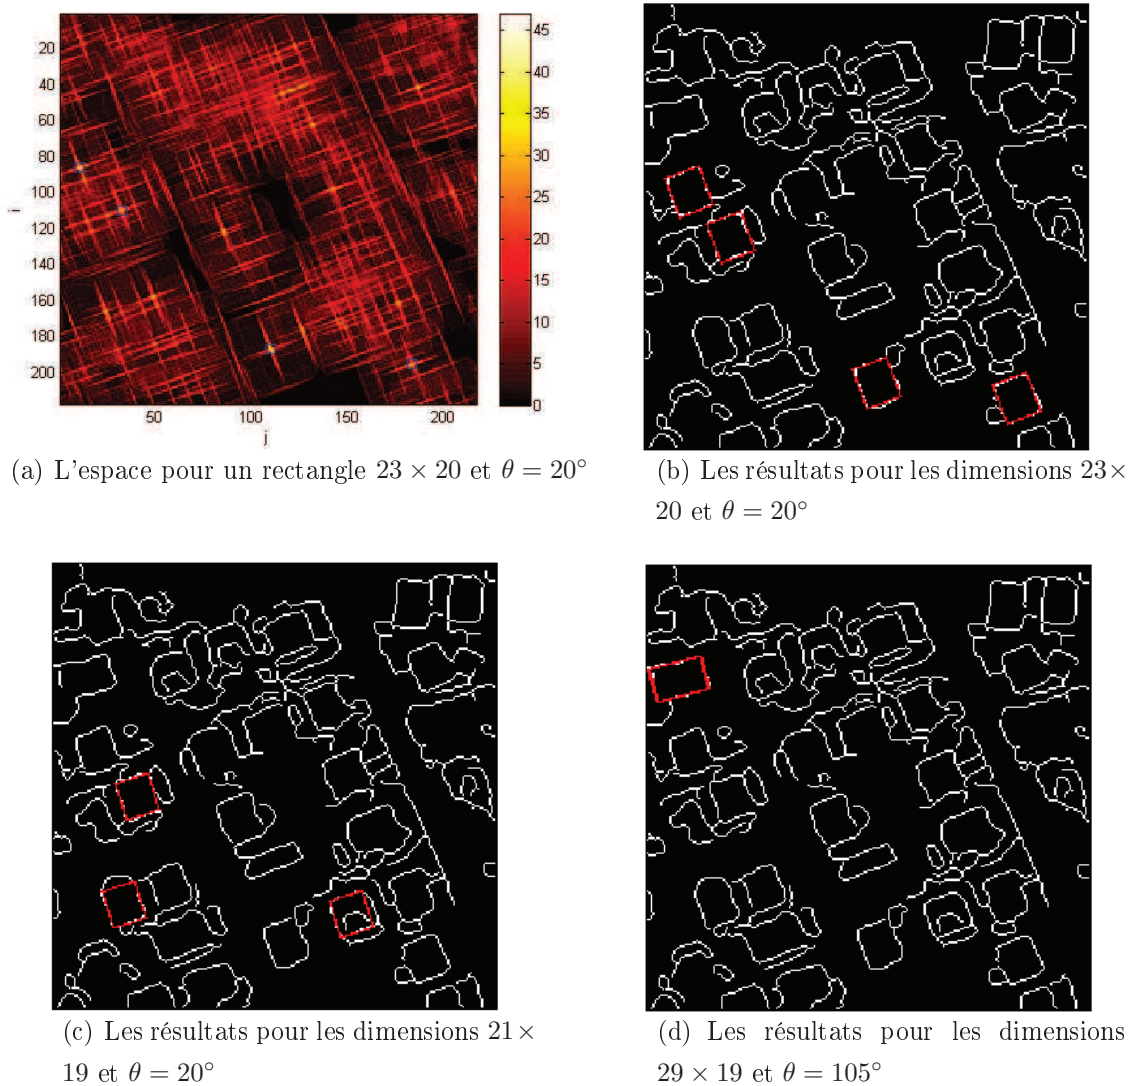 20
40
60
80
100
120
140
160
180
200
i
50
100
150
200
j
45
40
35
30
25
20
15
10
5
0
(a) L'espace pour un rectangle 23 × 20 et θ = 20°
(b) Les résultats pour les dimensions 23×
20 et θ = 20°
(c) Les résultats pour les dimensions 21×
19 et θ = 20°
(d) Les résultats pour les dimensions
29 × 19 et θ = 105°